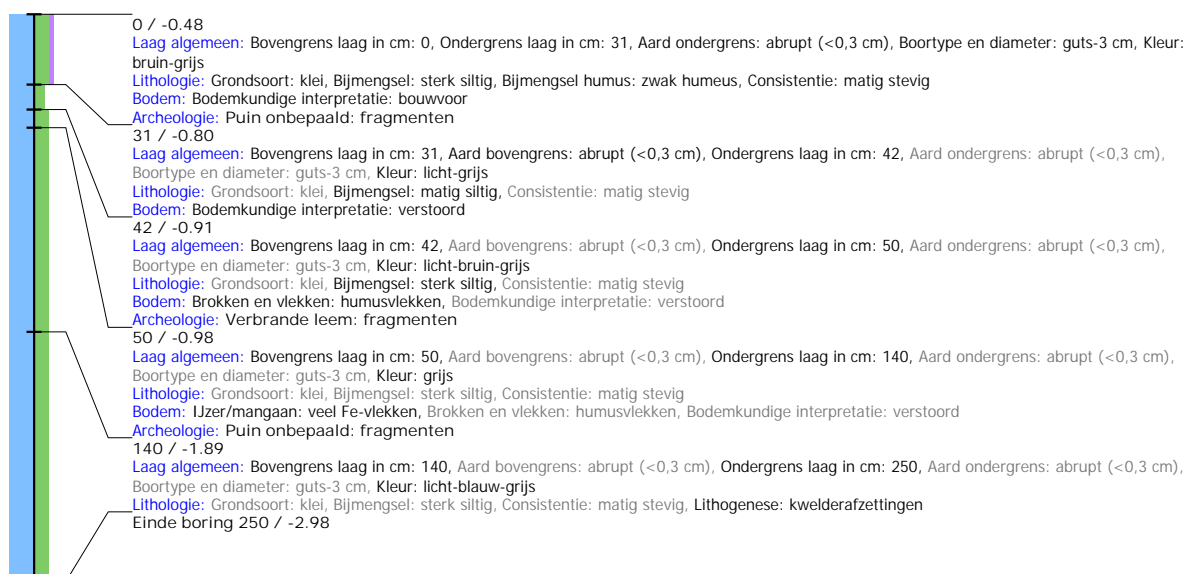 0 / -0.48
Laag algemeen: Bovengrens laag in cm: 0, Ondergrens laag in cm: 31, Aard ondergrens: abrupt (<0,3 cm), Boortype en diameter: guts-3 cm, Kleur:
bruin-grijs
Lithologie: Grondsoort: klei, Bijmengsel: sterk siltig, Bijmengsel humus: zwak humeus, Consistentie: matig stevig
Bodem: Bodemkundige interpretatie: bouwvoor
Archeologie: Puin onbepaald: fragmenten
31 / -0.80
Laag algemeen: Bovengrens laag in cm: 31, Aard bovengrens: abrupt (<0,3 cm), Ondergrens laag in cm: 42, Aard ondergrens: abrupt (<0,3 cm),
Boortype en diameter: guts-3 cm, Kleur: licht-grijs
Lithologie: Grondsoort: klei, Bijmengsel: matig siltig, Consistentie: matig stevig
Bodem: Bodemkundige interpretatie: verstoord
42 / -0.91
Laag algemeen: Bovengrens laag in cm: 42, Aard bovengrens: abrupt (<0,3 cm), Ondergrens laag in cm: 50, Aard ondergrens: abrupt (<0,3 cm),
Boortype en diameter: guts-3 cm, Kleur: licht-bruin-grijs
Lithologie: Grondsoort: klei, Bijmengsel: sterk siltig, Consistentie: matig stevig
Bodem: Brokken en vlekken: humusvlekken, Bodemkundige interpretatie: verstoord
Archeologie: Verbrande leem: fragmenten
50 / -0.98
Laag algemeen: Bovengrens laag in cm: 50, Aard bovengrens: abrupt (<0,3 cm), Ondergrens laag in cm: 140, Aard ondergrens: abrupt (<0,3 cm),
Boortype en diameter: guts-3 cm, Kleur: grijs
Lithologie: Grondsoort: klei, Bijmengsel: sterk siltig, Consistentie: matig stevig
Bodem: IJzer/mangaan: veel Fe-vlekken, Brokken en vlekken: humusvlekken, Bodemkundige interpretatie: verstoord
Archeologie: Puin onbepaald: fragmenten
140 / -1.89
Laag algemeen: Bovengrens laag in cm: 140, Aard bovengrens: abrupt (<0,3 cm), Ondergrens laag in cm: 250, Aard ondergrens: abrupt (<0,3 cm),
Boortype en diameter: guts-3 cm, Kleur: licht-blauw-grijs
Lithologie: Grondsoort: klei, Bijmengsel: sterk siltig, Consistentie: matig stevig, Lithogenese: kwelderafzettingen
Einde boring 250 / -2.98